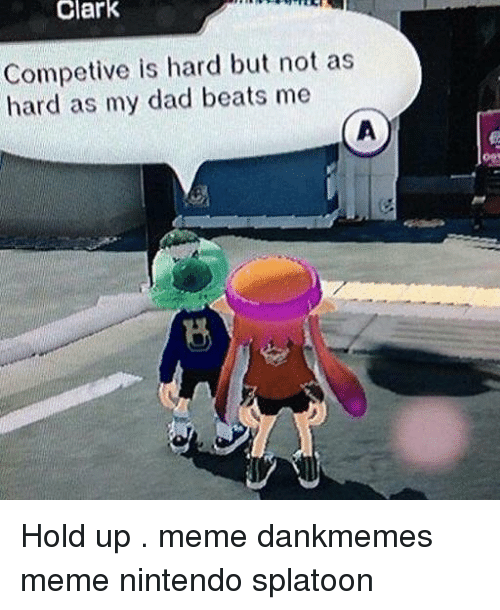 Clark
Competive is hard but not as
hard as my dad beats me
A
Hold up . meme dankmemes
meme nintendo splatoon